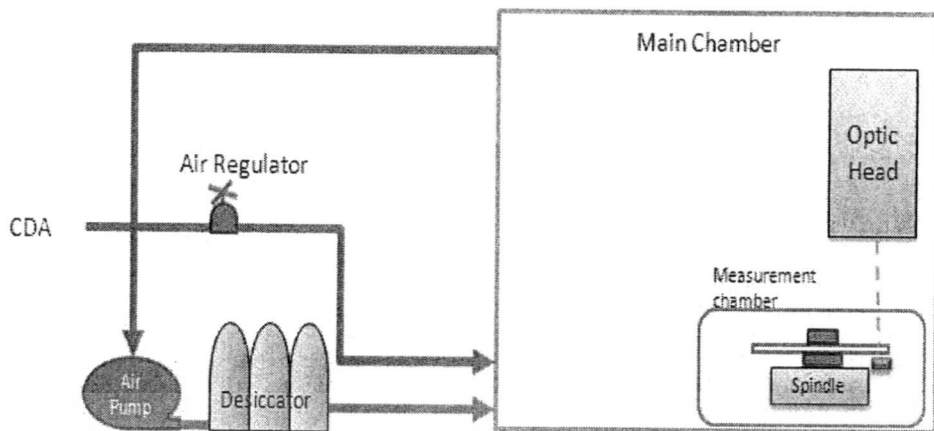 Main Chamber
Optic
Head
Air Regulator
CDA
Measurement
chamber
Air
Pump
Desiccator
Spindle